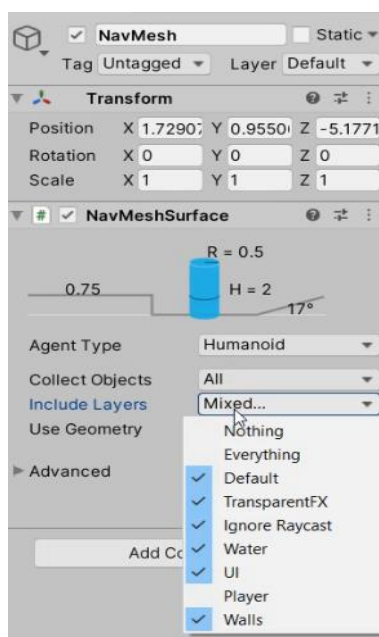 NavMesh Static
Tag Untagged Layer Default
Transform
Position X 1.72907 Y 0.9550 Z -5.1771
Rotation X 0 Y 0 Z 0
Scale X 1 Y 1 Z 1
# NavMeshSurface
R = 0.5
0.75 H = 2
17°
Agent Type Humanoid
Collect Objects All
Include Layers Mixed...
Use Geometry
Nothing
Everything
Advanced
Default
TransparentFX
Ignore Raycast
Water
Add Co
UI
Player
Walls